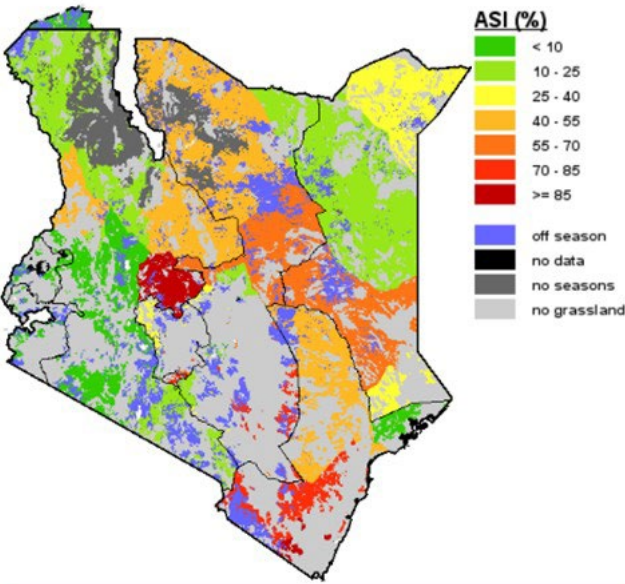 ASI (%)
< 10
10 - 25
25 - 40
40 - 55
55 - 70
70 - 85
>= 85
off season
no data
no seasons
no grassland